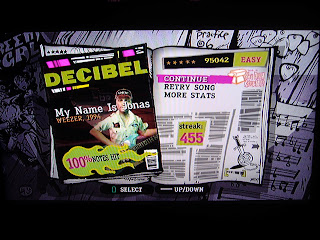 DECIBEL
My Name Is Jonas
WEEZER, 1994
100% NOTES HIT
95042
EASY
CONTINUE
RETRY SONG
MORE STATS
streak:
455
SELECT
UP/DOWN
practice